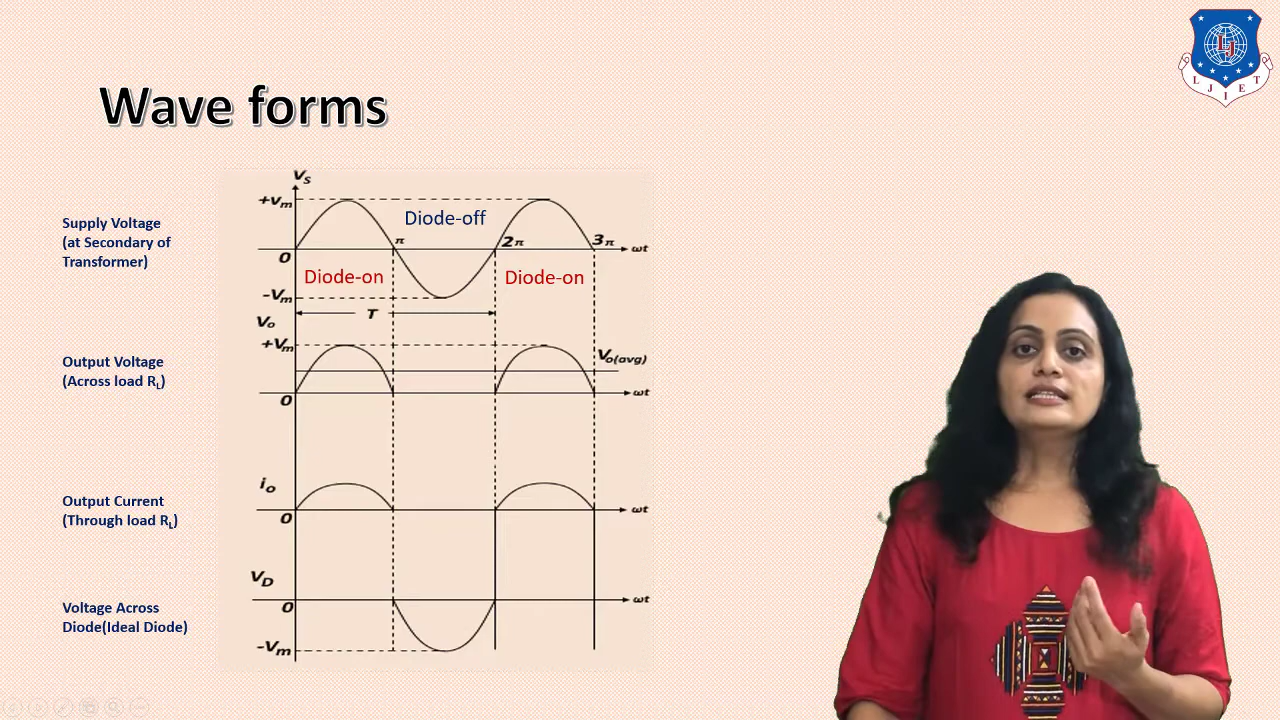 Wave forms
LJ
L J I E T
Supply Voltage
(at Secondary of
Transformer)
Vs
+Vm
Diode-off
π
2π
3π
ωt
0
Diode-on
Diode-on
-Vm
T
Vo
+Vm
Vo(avg)
Output Voltage
(Across load RL)
0
ωt
io
Output Current
(Through load RL)
0
ωt
VD
0
ωt
Voltage Across
Diode(Ideal Diode)
-Vm